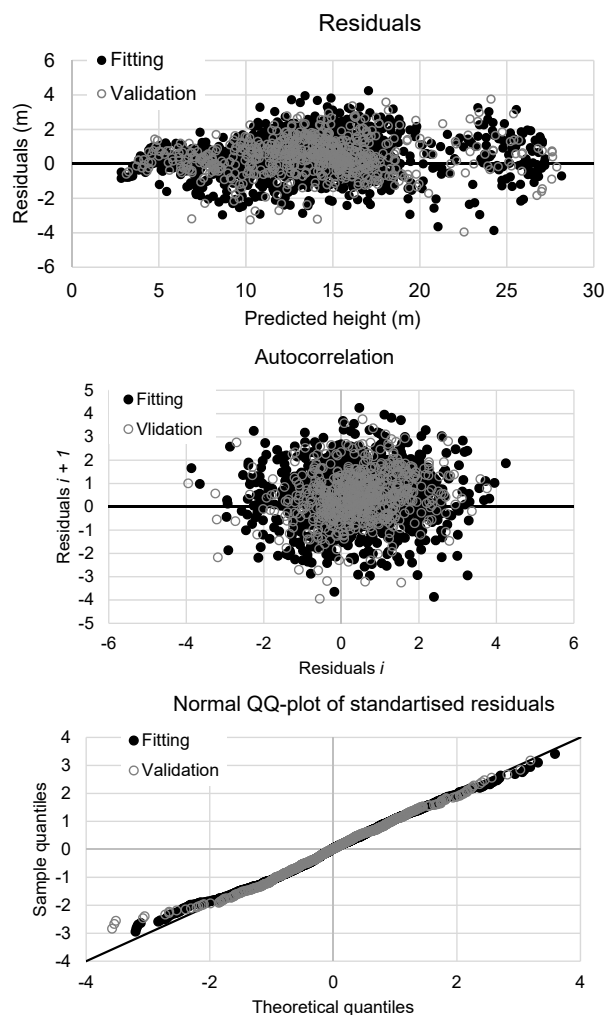 Residuals
Fitting
Validation
6
4
2
0
-2
-4
-6
Residuals (m)
0 5 10 15 20 25 30
Predicted height (m)
Autocorrelation
Fitting
Vlidation
5
4
3
2
1
0
-1
-2
-3
-4
-5
Residuals i + 1
-6 -4 -2 0 2 4 6
Residuals i
Normal QQ-plot of standartised residuals
Fitting
Validation
4
3
2
1
0
-1
-2
-3
-4
Sample quantiles
-4 -2 0 2 4
Theoretical quantiles